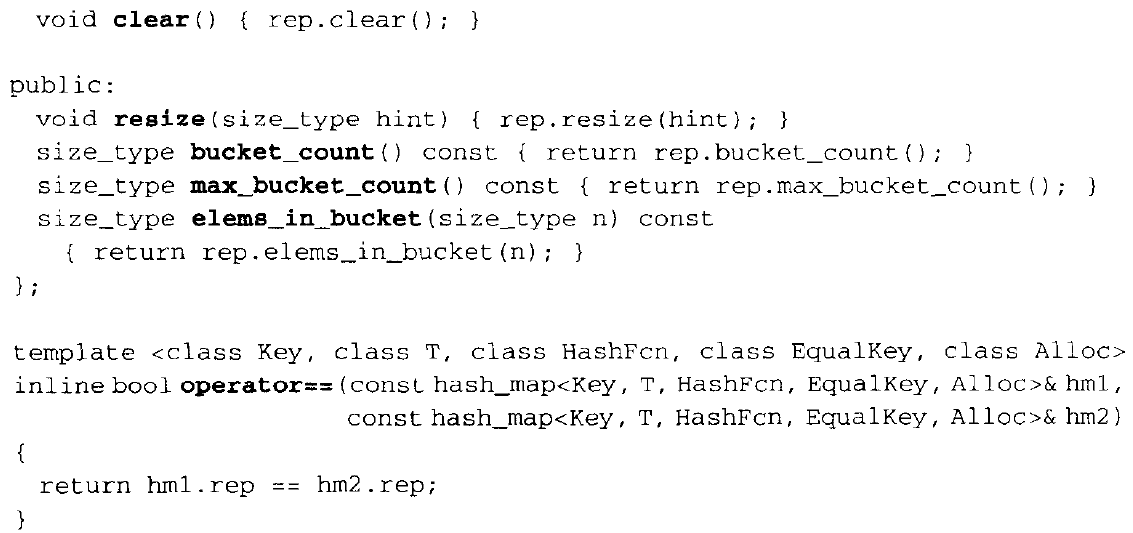 void clear() { rep.clear(); }
public:
void resize(size_type hint) { rep.resize(hint); }
size_type bucket_count() const { return rep.bucket_count(); }
size_type max_bucket_count() const { return rep.max_bucket_count(); }
size_type elems_in_bucket(size_type n) const
{ return rep.elems_in_bucket(n); }
};
template <class Key, class T, class HashFcn, class EqualKey, class Alloc>
inline bool operator==(const hash_map<Key, T, HashFcn, EqualKey, Alloc>& hm1,
const hash_map<Key, T, HashFcn, EqualKey, Alloc>& hm2)
{
return hm1.rep == hm2.rep;
}